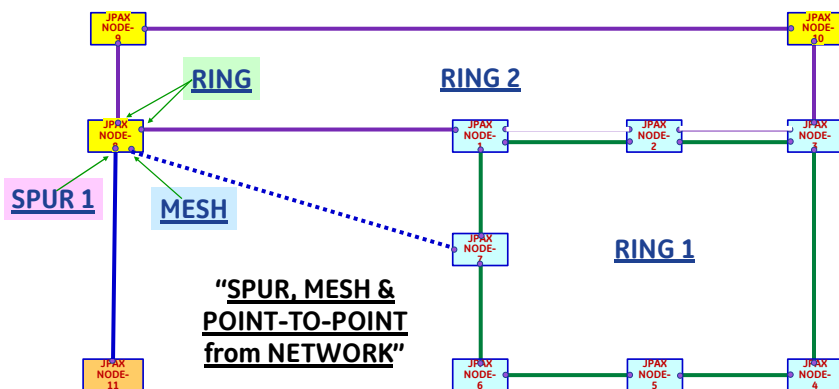 JPAX
NODE-
9
JPAX
NODE-
10
RING
RING 2
JPAX
NODE-
8
JPAX
NODE-
1
JPAX
NODE-
2
JPAX
NODE-
3
SPUR 1
MESH
JPAX
NODE-
7
RING 1
“SPUR, MESH &
POINT-TO-POINT
from NETWORK”
JPAX
NODE-
11
JPAX
NODE-
6
JPAX
NODE-
5
JPAX
NODE-
4